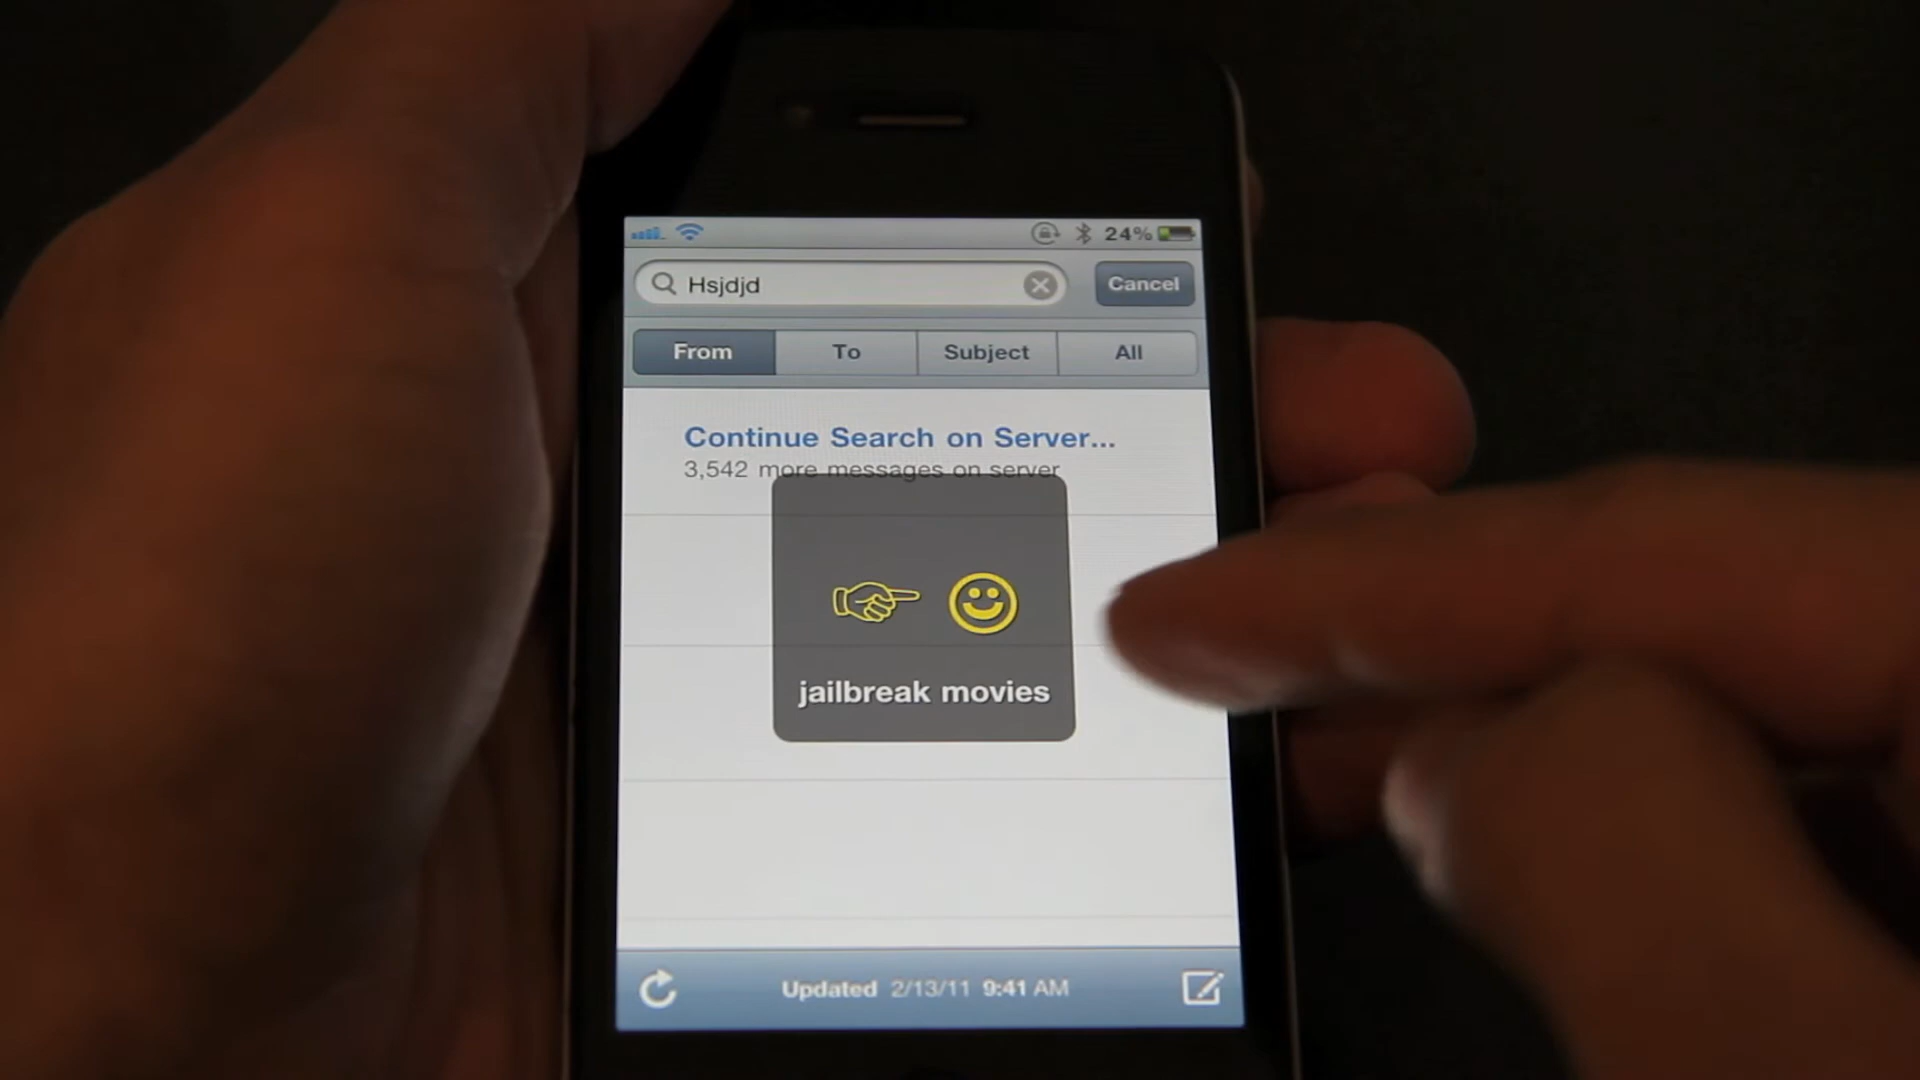 24%
Hsjdjd
Cancel
From To Subject All
Continue Search on Server...
3,542 more messages on server
jailbreak movies
Updated 2/13/11 9:41 AM